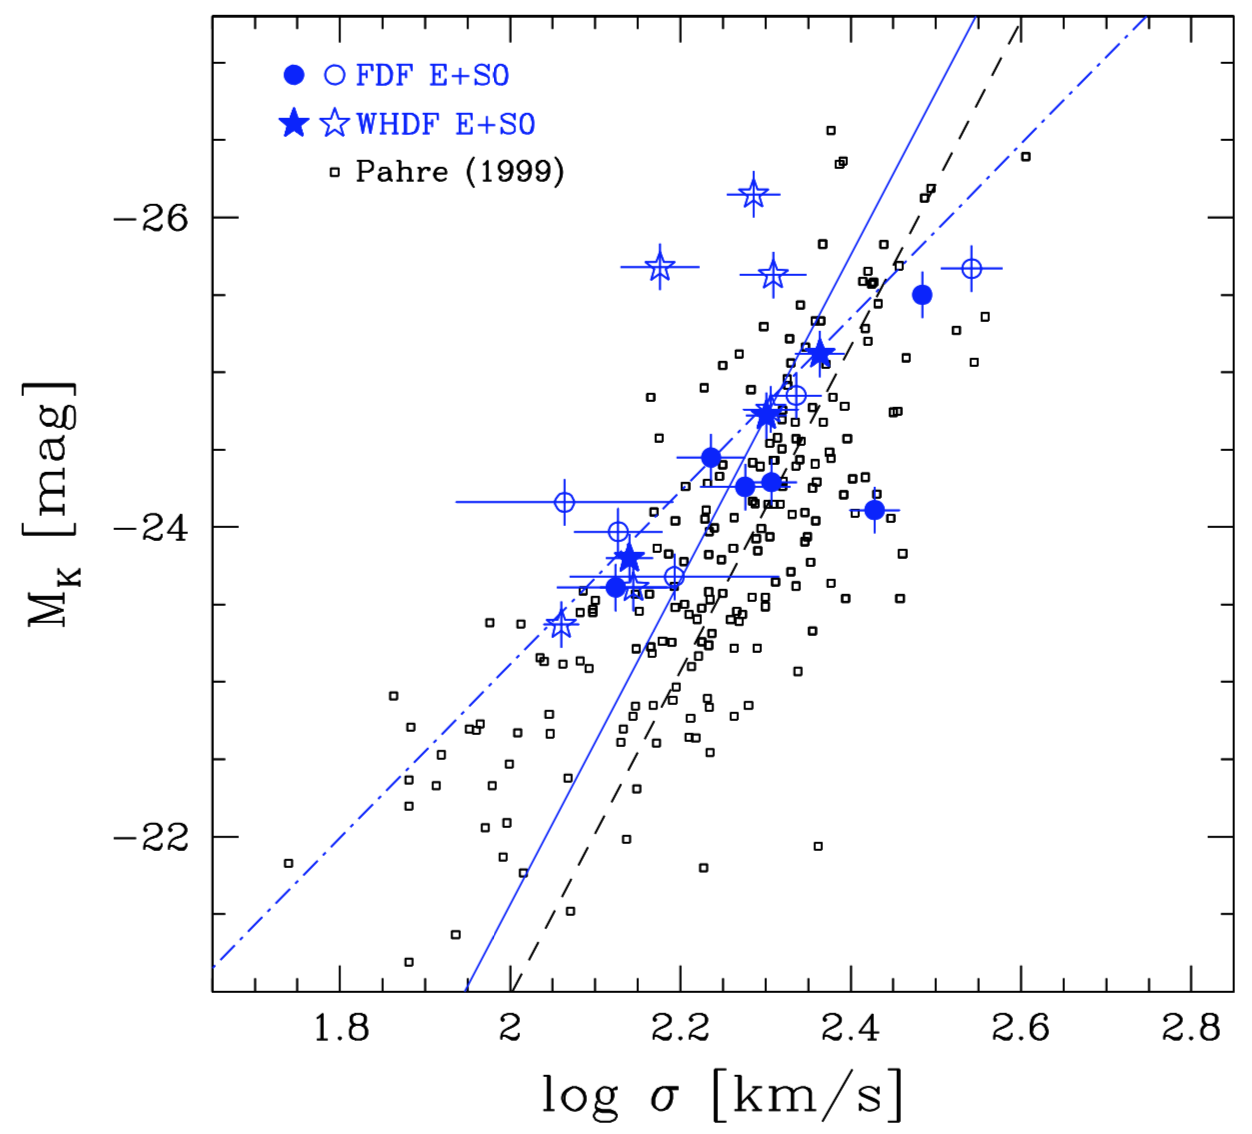 FDF E+S0
WHDF E+S0
Pahre (1999)
−26
−24
−22
M_K [mag]
1.8 2 2.2 2.4 2.6 2.8
log σ [km/s]